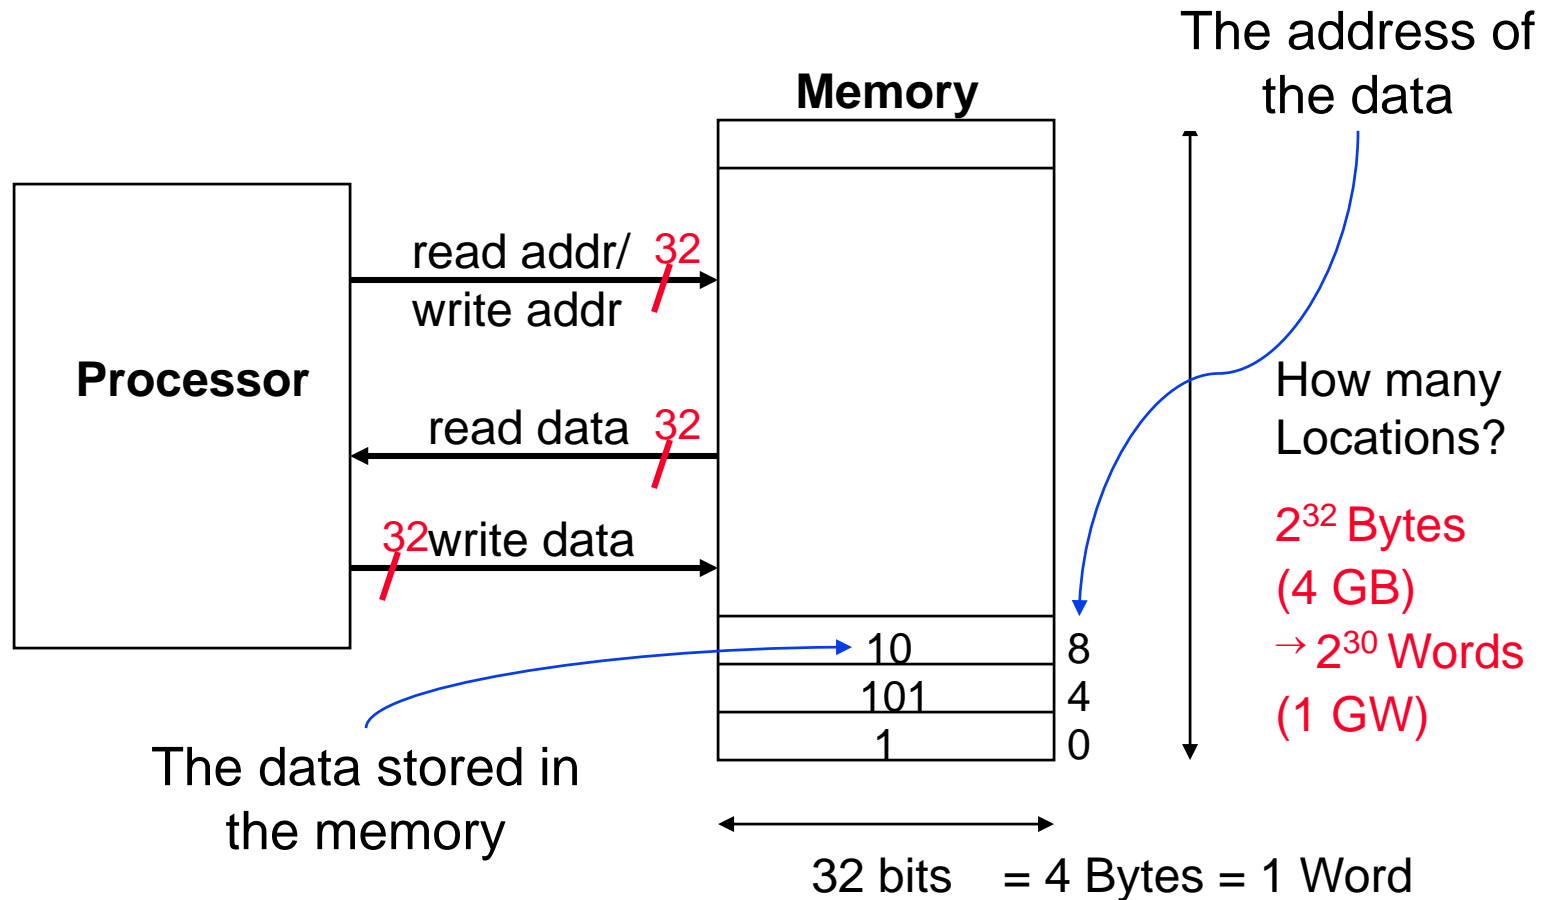 The address of
the data
Memory
read addr/ 32
write addr
Processor
read data 32
32 write data
How many
Locations?
2³² Bytes
(4 GB)
→ 2³⁰ Words
(1 GW)
10 8
101 4
1 0
The data stored in
the memory
32 bits = 4 Bytes = 1 Word